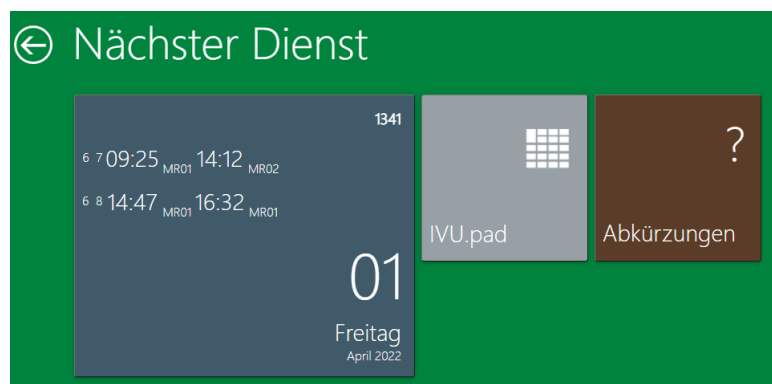 Nächster Dienst
1341
6 7 09:25 MR01 14:12 MR02
6 8 14:47 MR01 16:32 MR01
01
Freitag
April 2022
IVU.pad
?
Abkürzungen